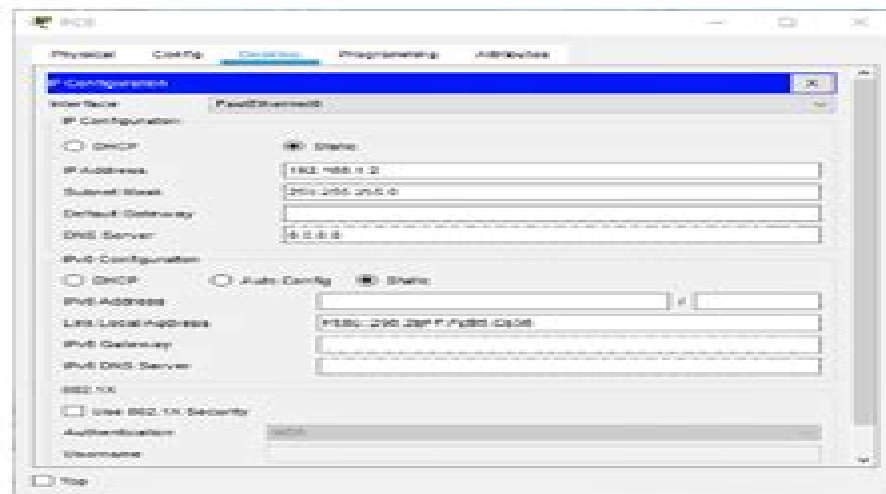 Physical Config Desktop Programming Attributes
IP Configuration X
Interface FastEthernet0
IP Configuration
DHCP Static
IP Address 192.168.1.2
Subnet Mask 255.255.255.0
Default Gateway
DNS Server 0.0.0.0
IPv6 Configuration
DHCP Auto Config Static
IPv6 Address /
Link Local Address
IPv6 Gateway
IPv6 DNS Server
802.1X
Use 802.1X Security
Authentication MD5
Username
Top